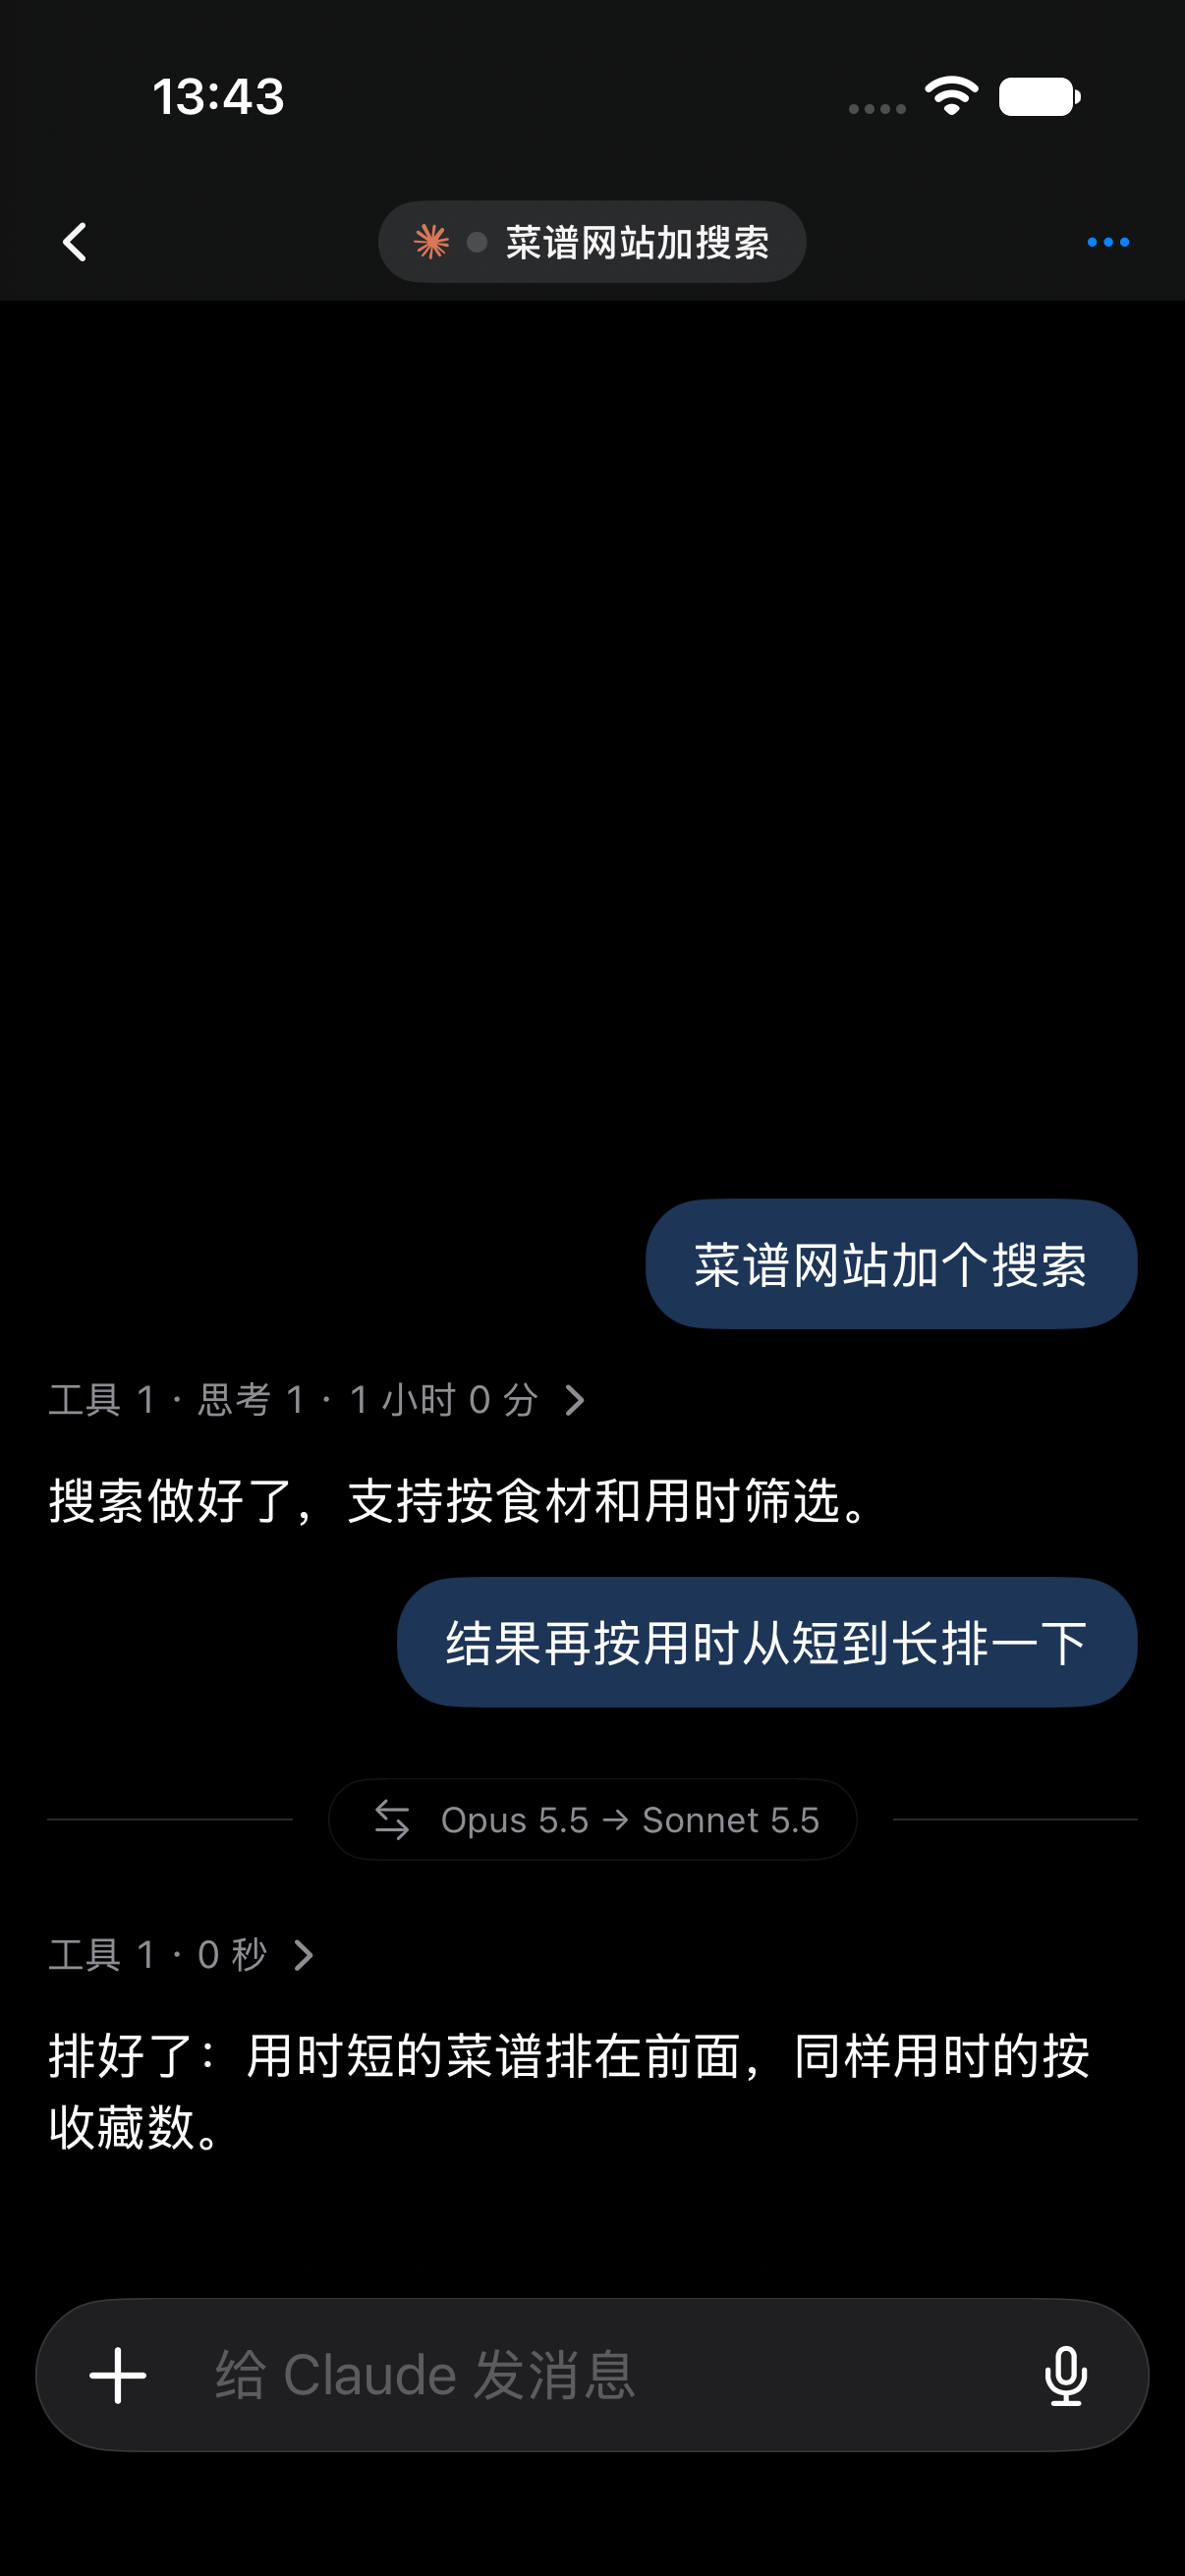 13:43
菜谱网站加搜索
菜谱网站加个搜索
工具 1 · 思考 1 · 1 小时 0 分
搜索做好了，支持按食材和用时筛选。
结果再按用时从短到长排一下
Opus 5.5 → Sonnet 5.5
工具 1 · 0 秒
排好了：用时短的菜谱排在前面，同样用时的按
收藏数。
给 Claude 发消息